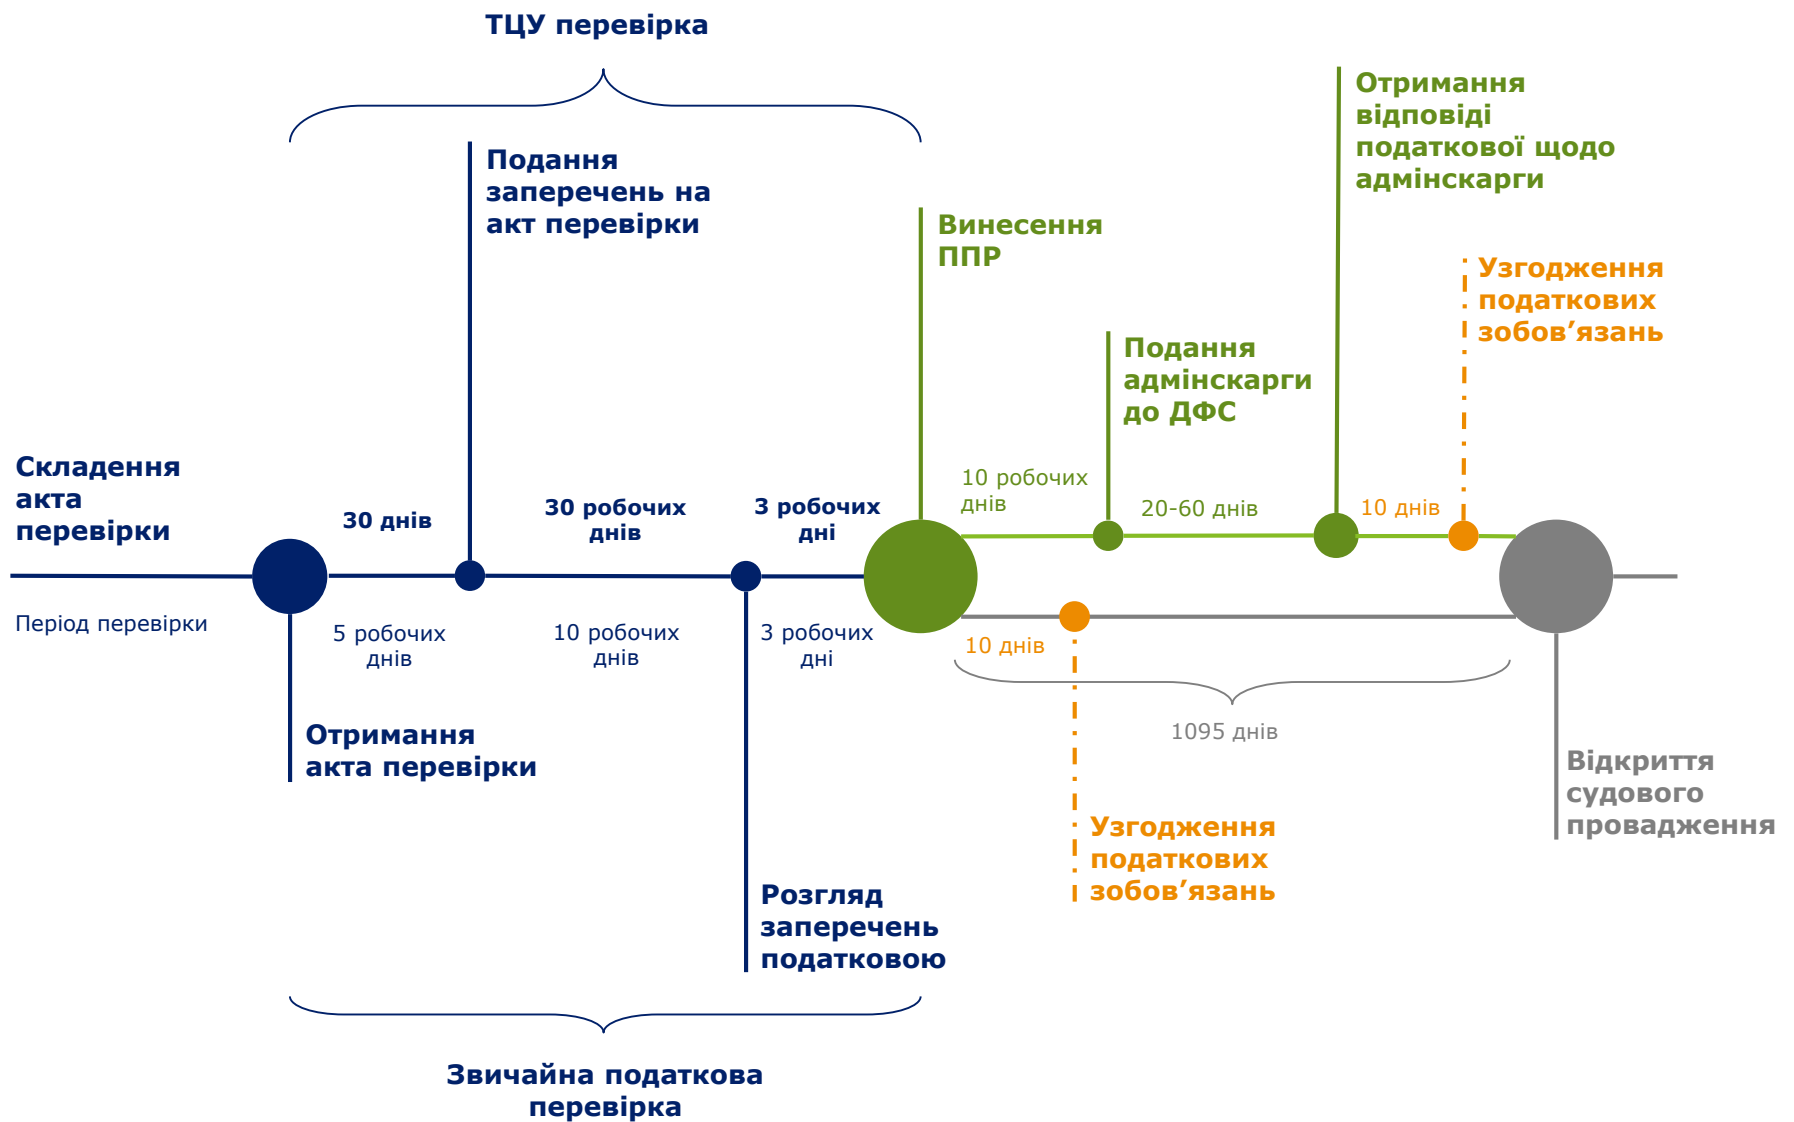 ТЦУ перевірка
Подання
заперечень на
акт перевірки
Отримання
відповіді
податкової щодо
адмінскарги
Винесення
ППР
Узгодження
податкових
зобов’язань
Подання
адмінскарги
до ДФС
Складення
акта
перевірки
30 днів
30 робочих
днів
3 робочих
дні
10 робочих
днів
20-60 днів
10 днів
Період перевірки
5 робочих
днів
10 робочих
днів
3 робочих
дні
10 днів
1095 днів
Отримання
акта перевірки
Відкриття
судового
провадження
Узгодження
податкових
зобов’язань
Розгляд
заперечень
податковою
Звичайна податкова
перевірка